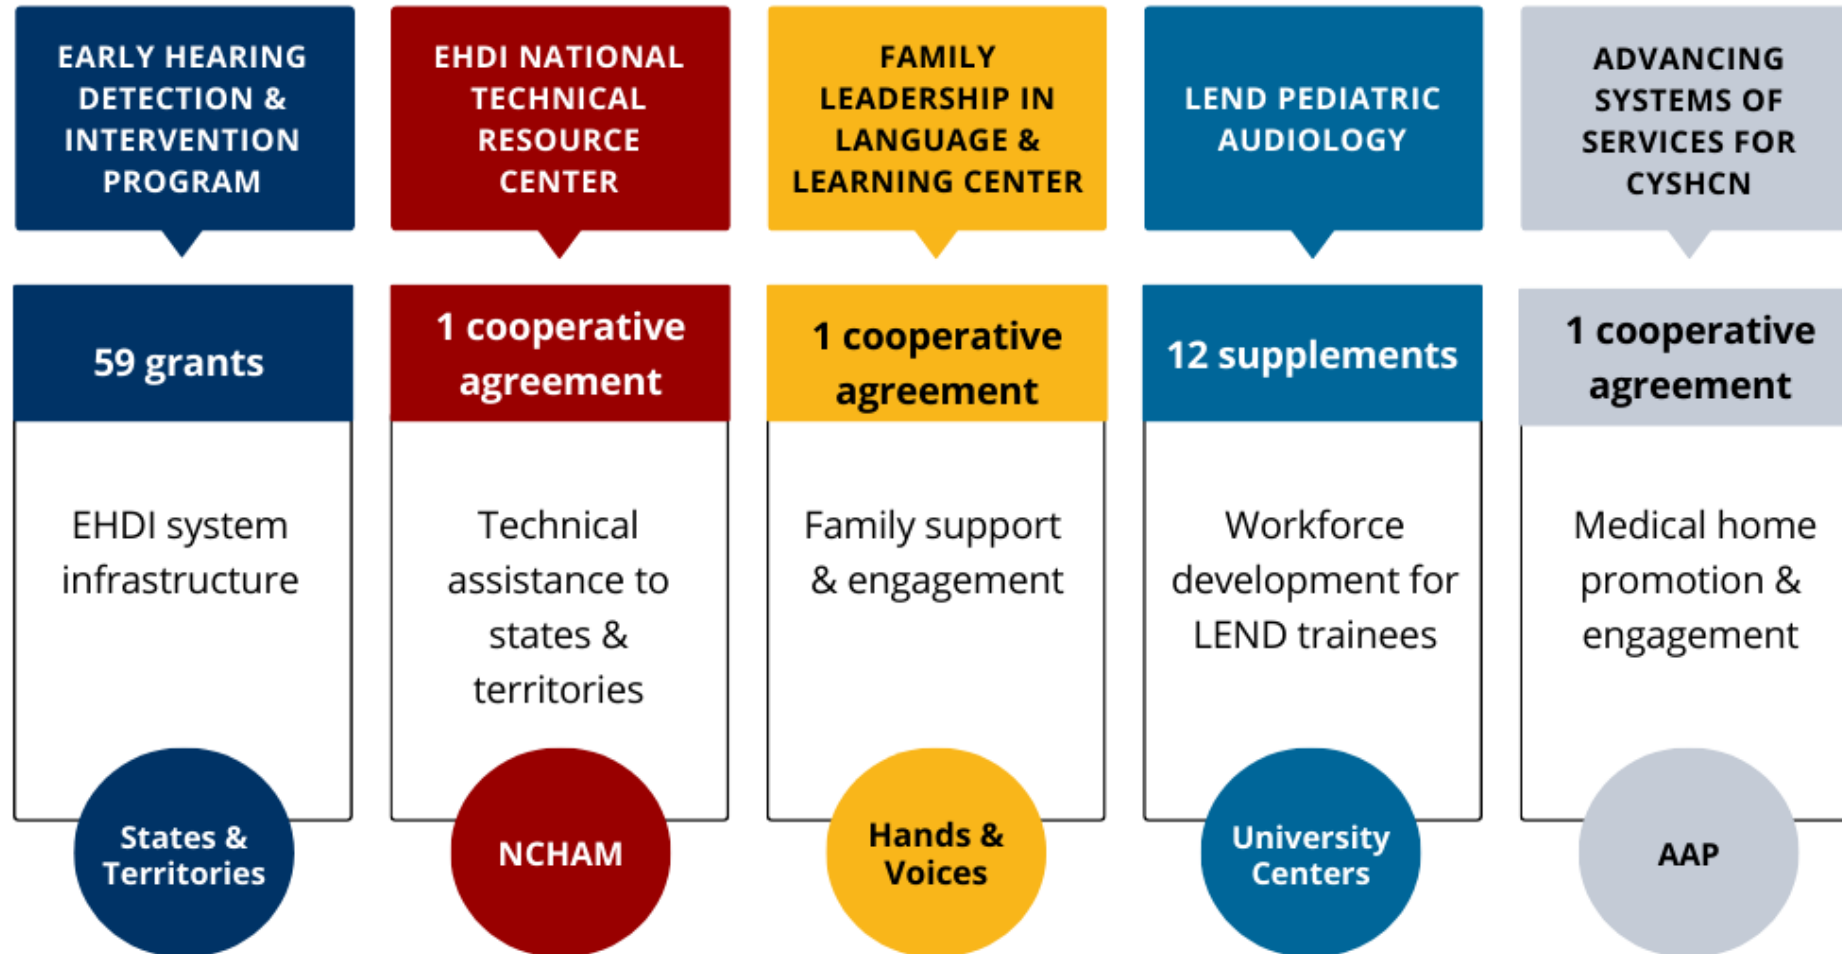 EARLY HEARING
DETECTION &
INTERVENTION
PROGRAM
59 grants
EHDI system
infrastructure
States &
Territories
EHDI NATIONAL
TECHNICAL
RESOURCE
CENTER
1 cooperative
agreement
Technical
assistance to
states &
territories
NCHAM
FAMILY
LEADERSHIP IN
LANGUAGE &
LEARNING CENTER
1 cooperative
agreement
Family support
& engagement
Hands &
Voices
LEND PEDIATRIC
AUDIOLOGY
12 supplements
Workforce
development for
LEND trainees
University
Centers
ADVANCING
SYSTEMS OF
SERVICES FOR
CYSHCN
1 cooperative
agreement
Medical home
promotion &
engagement
AAP